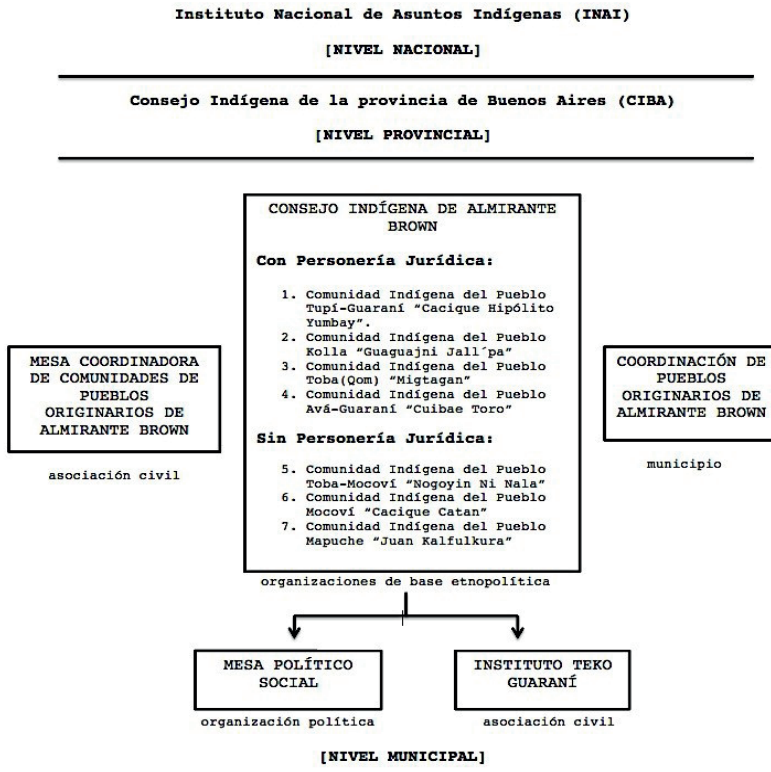 Instituto Nacional de Asuntos Indígenas (INAI)
[NIVEL NACIONAL]
Consejo Indígena de la provincia de Buenos Aires (CIBA)
[NIVEL PROVINCIAL]
CONSEJO INDÍGENA DE ALMIRANTE
BROWN
Con Personería Jurídica:
1. Comunidad Indígena del Pueblo
Tupí-Guaraní “Cacique Hipólito
Yumbay”.
2. Comunidad Indígena del Pueblo
Kolla “Guaguajni Jall´pa”
3. Comunidad Indígena del Pueblo
Toba(Qom) “Migtagan”
4. Comunidad Indígena del Pueblo
Avá-Guaraní “Cuibae Toro”
Sin Personería Jurídica:
5. Comunidad Indígena del Pueblo
Toba-Mocoví “Nogoyin Ni Nala”
6. Comunidad Indígena del Pueblo
Mocoví “Cacique Catan”
7. Comunidad Indígena del Pueblo
Mapuche “Juan Kalfulkura”
organizaciones de base etnopolítica
MESA COORDINADORA
DE COMUNIDADES DE
PUEBLOS
ORIGINARIOS DE
ALMIRANTE BROWN
asociación civil
COORDINACIÓN DE
PUEBLOS
ORIGINARIOS DE
ALMIRANTE BROWN
municipio
MESA POLÍTICO
SOCIAL
organización política
INSTITUTO TEKO
GUARANÍ
asociación civil
[NIVEL MUNICIPAL]